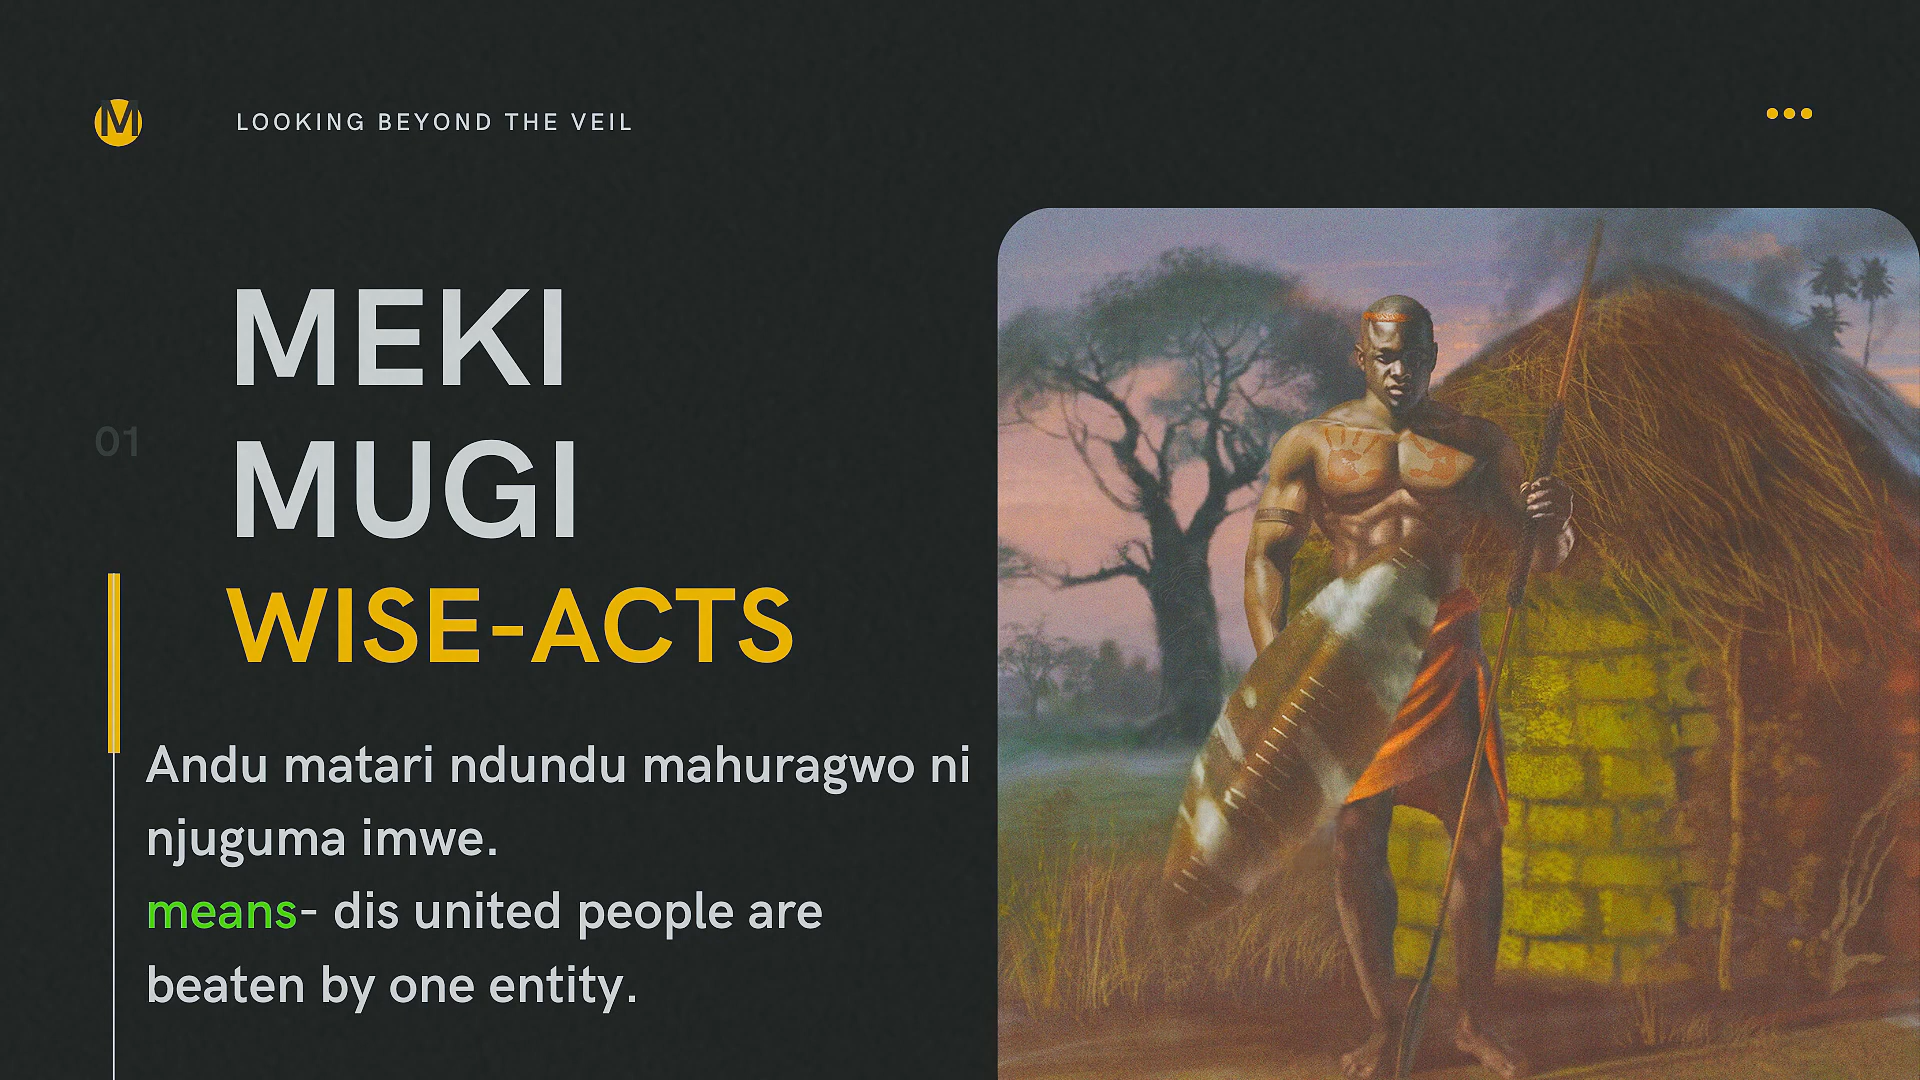 M
LOOKING BEYOND THE VEIL
MEKI
MUGI
01
WISE-ACTS
Andu matari ndundu mahuragwo ni
njuguma imwe.
means- dis united people are
beaten by one entity.